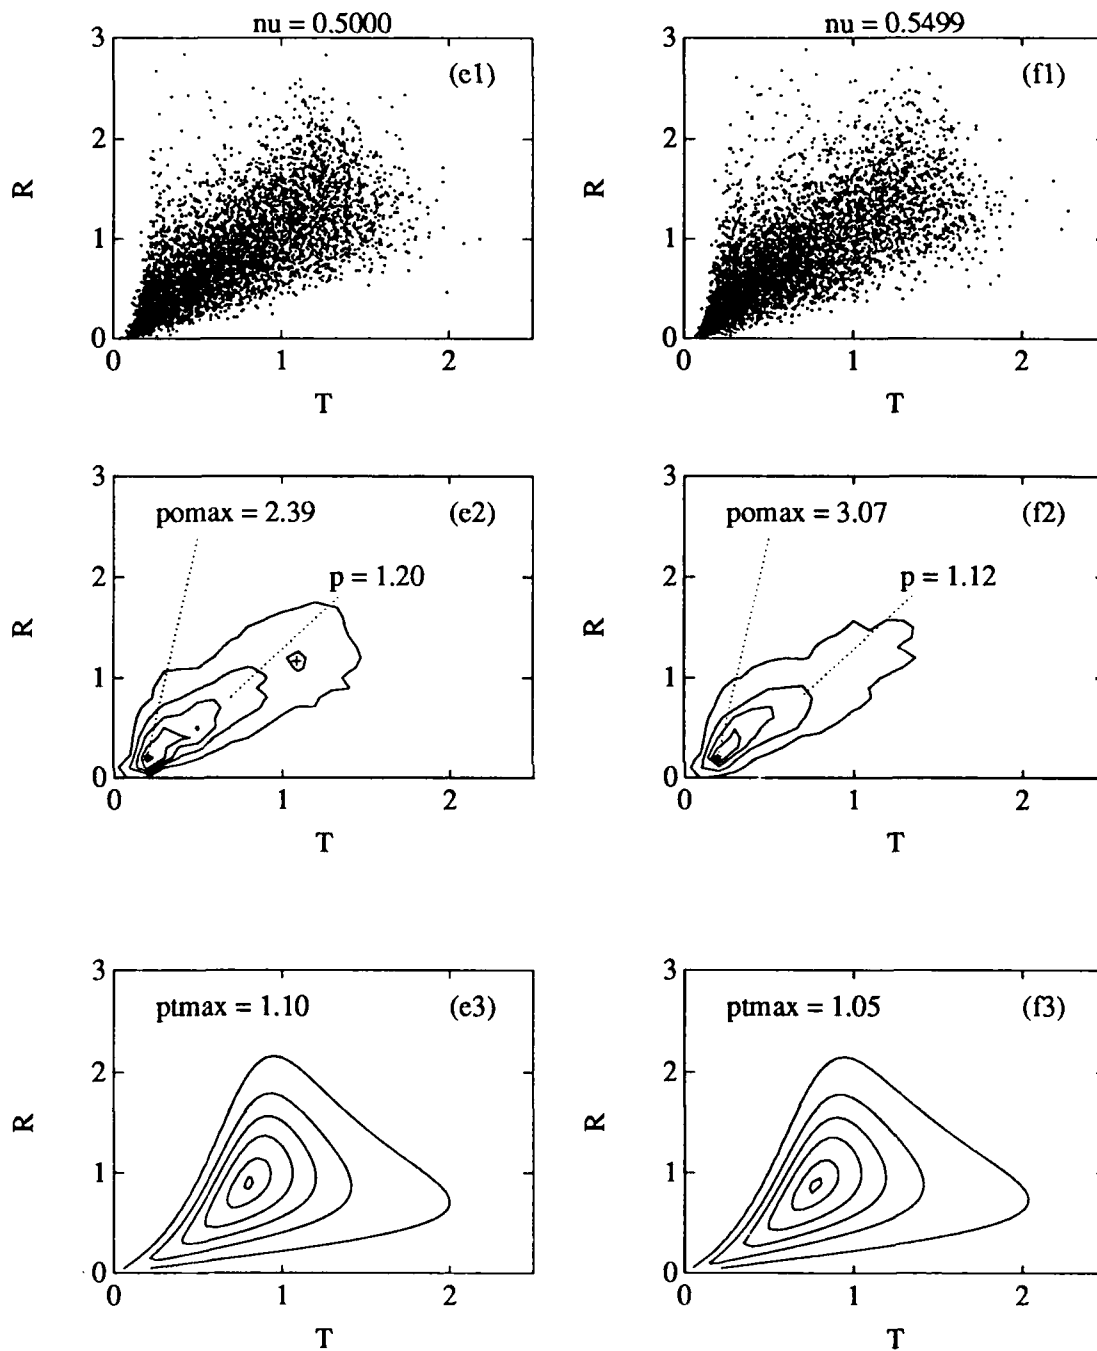 nu = 0.5000
nu = 0.5499
3
(e1)
2
R
1
0
0 1 2
T
3
(f1)
2
R
1
0
0 1 2
T
3
pomax = 2.39
(e2)
2
p = 1.20
R
1
0
0 1 2
T
3
pomax = 3.07
(f2)
2
p = 1.12
R
1
0
0 1 2
T
3
ptmax = 1.10
(e3)
2
R
1
0
0 1 2
T
3
ptmax = 1.05
(f3)
2
R
1
0
0 1 2
T